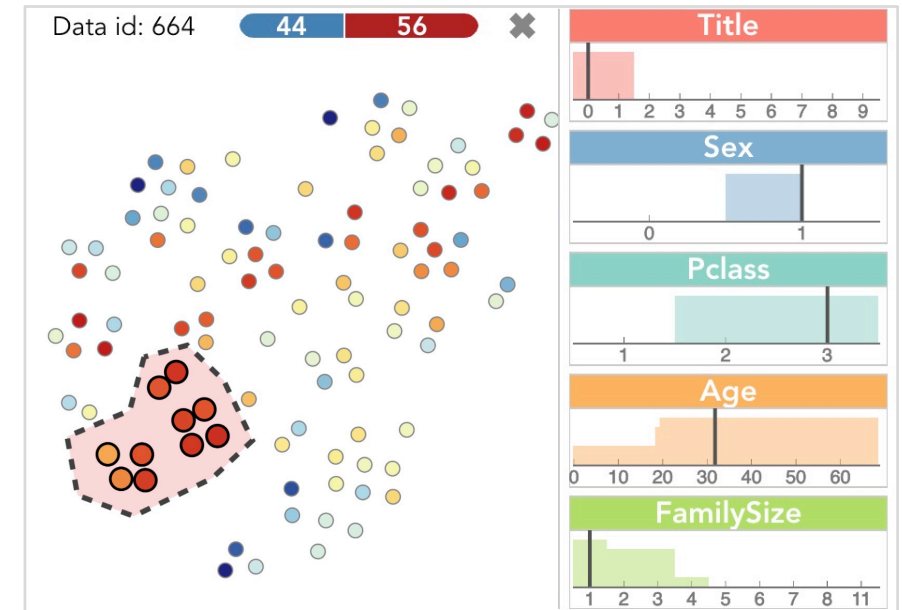 Data id: 664
44 56
Title
0 1 2 3 4 5 6 7 8 9
Sex
0 1
Pclass
1 2 3
Age
0 10 20 30 40 50 60
FamilySize
1 2 3 4 5 6 7 8 11